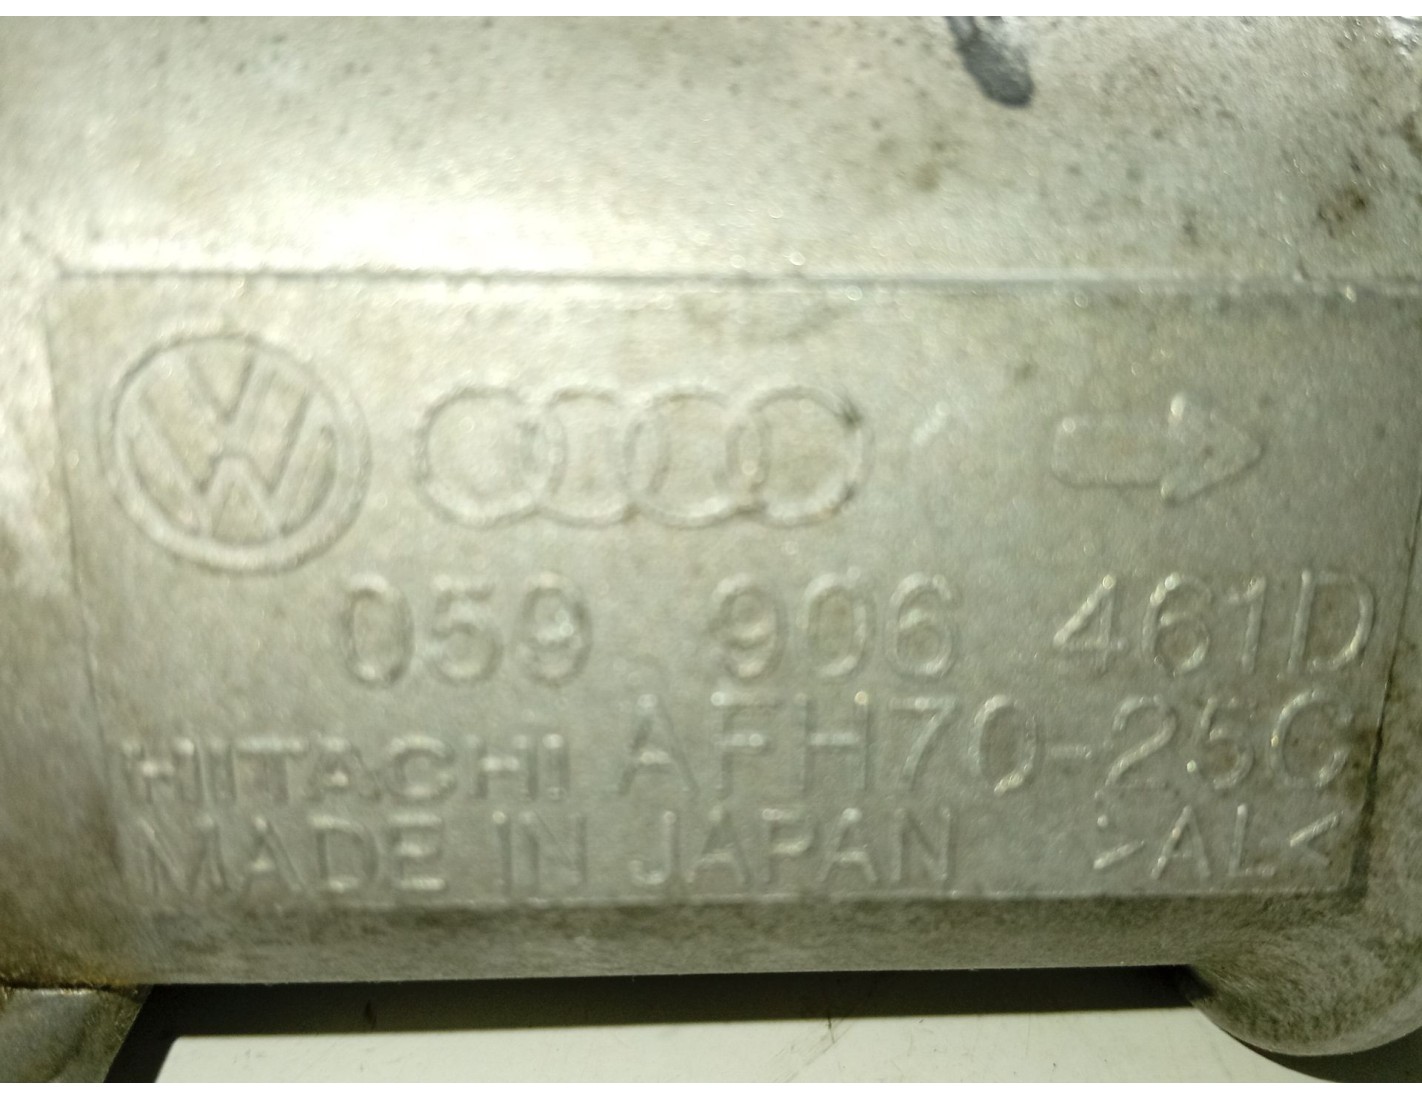 059 906 461D
HITACHI AFH70-25C
MADE IN JAPAN >AL<